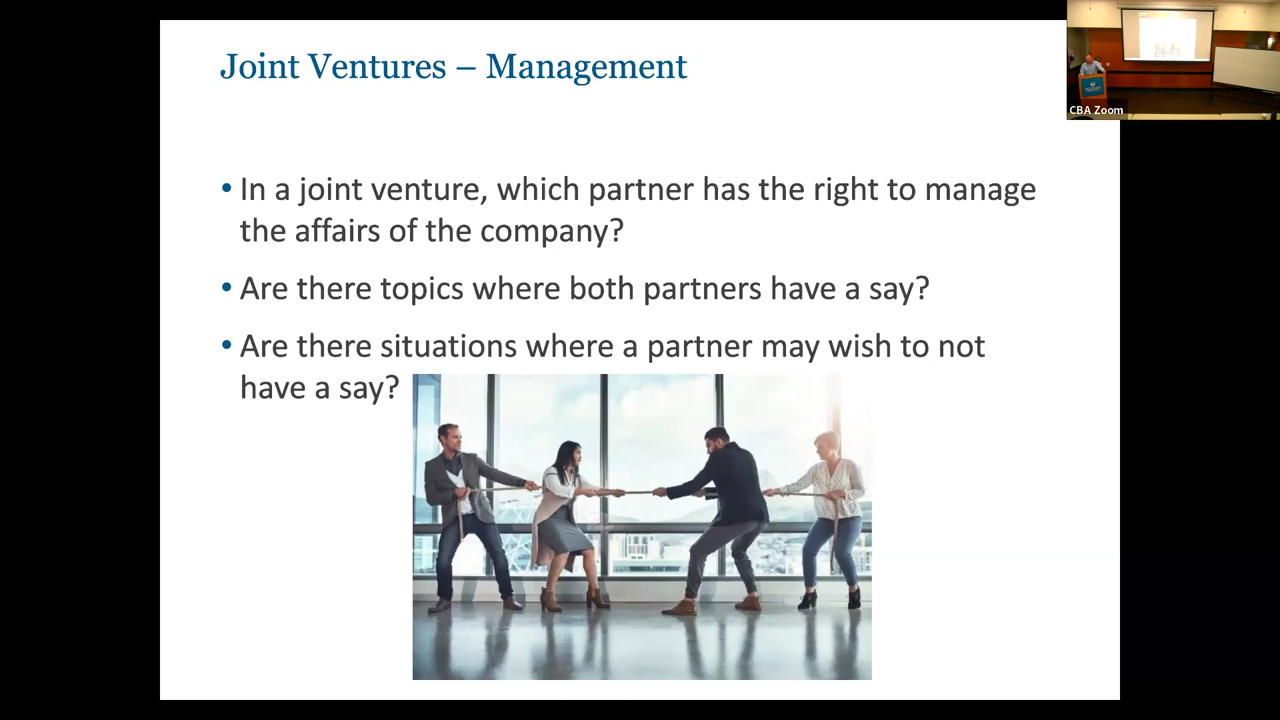 Joint Ventures – Management
CBA Zoom
• In a joint venture, which partner has the right to manage
the affairs of the company?
• Are there topics where both partners have a say?
• Are there situations where a partner may wish to not
have a say?